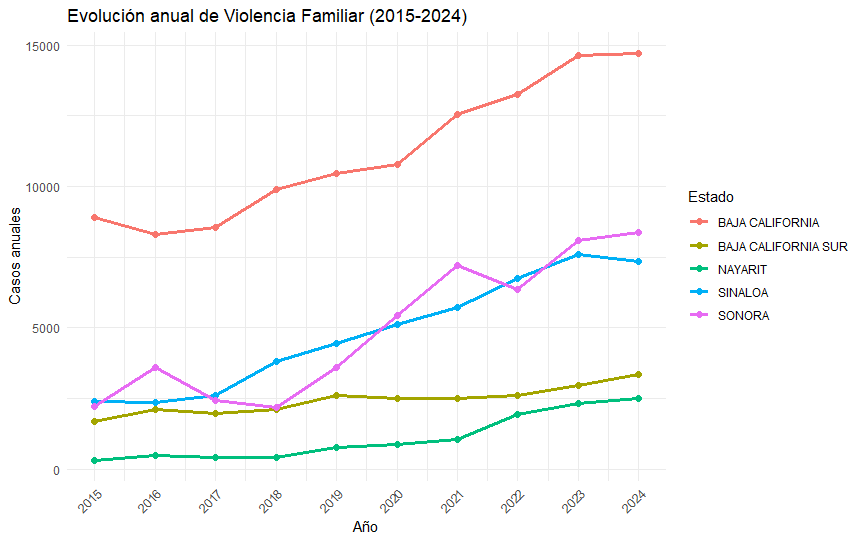 Evolución anual de Violencia Familiar (2015-2024)
15000
10000
5000
0
Casos anuales
2015
2016
2017
2018
2019
2020
2021
2022
2023
2024
Año
Estado
BAJA CALIFORNIA
BAJA CALIFORNIA SUR
NAYARIT
SINALOA
SONORA